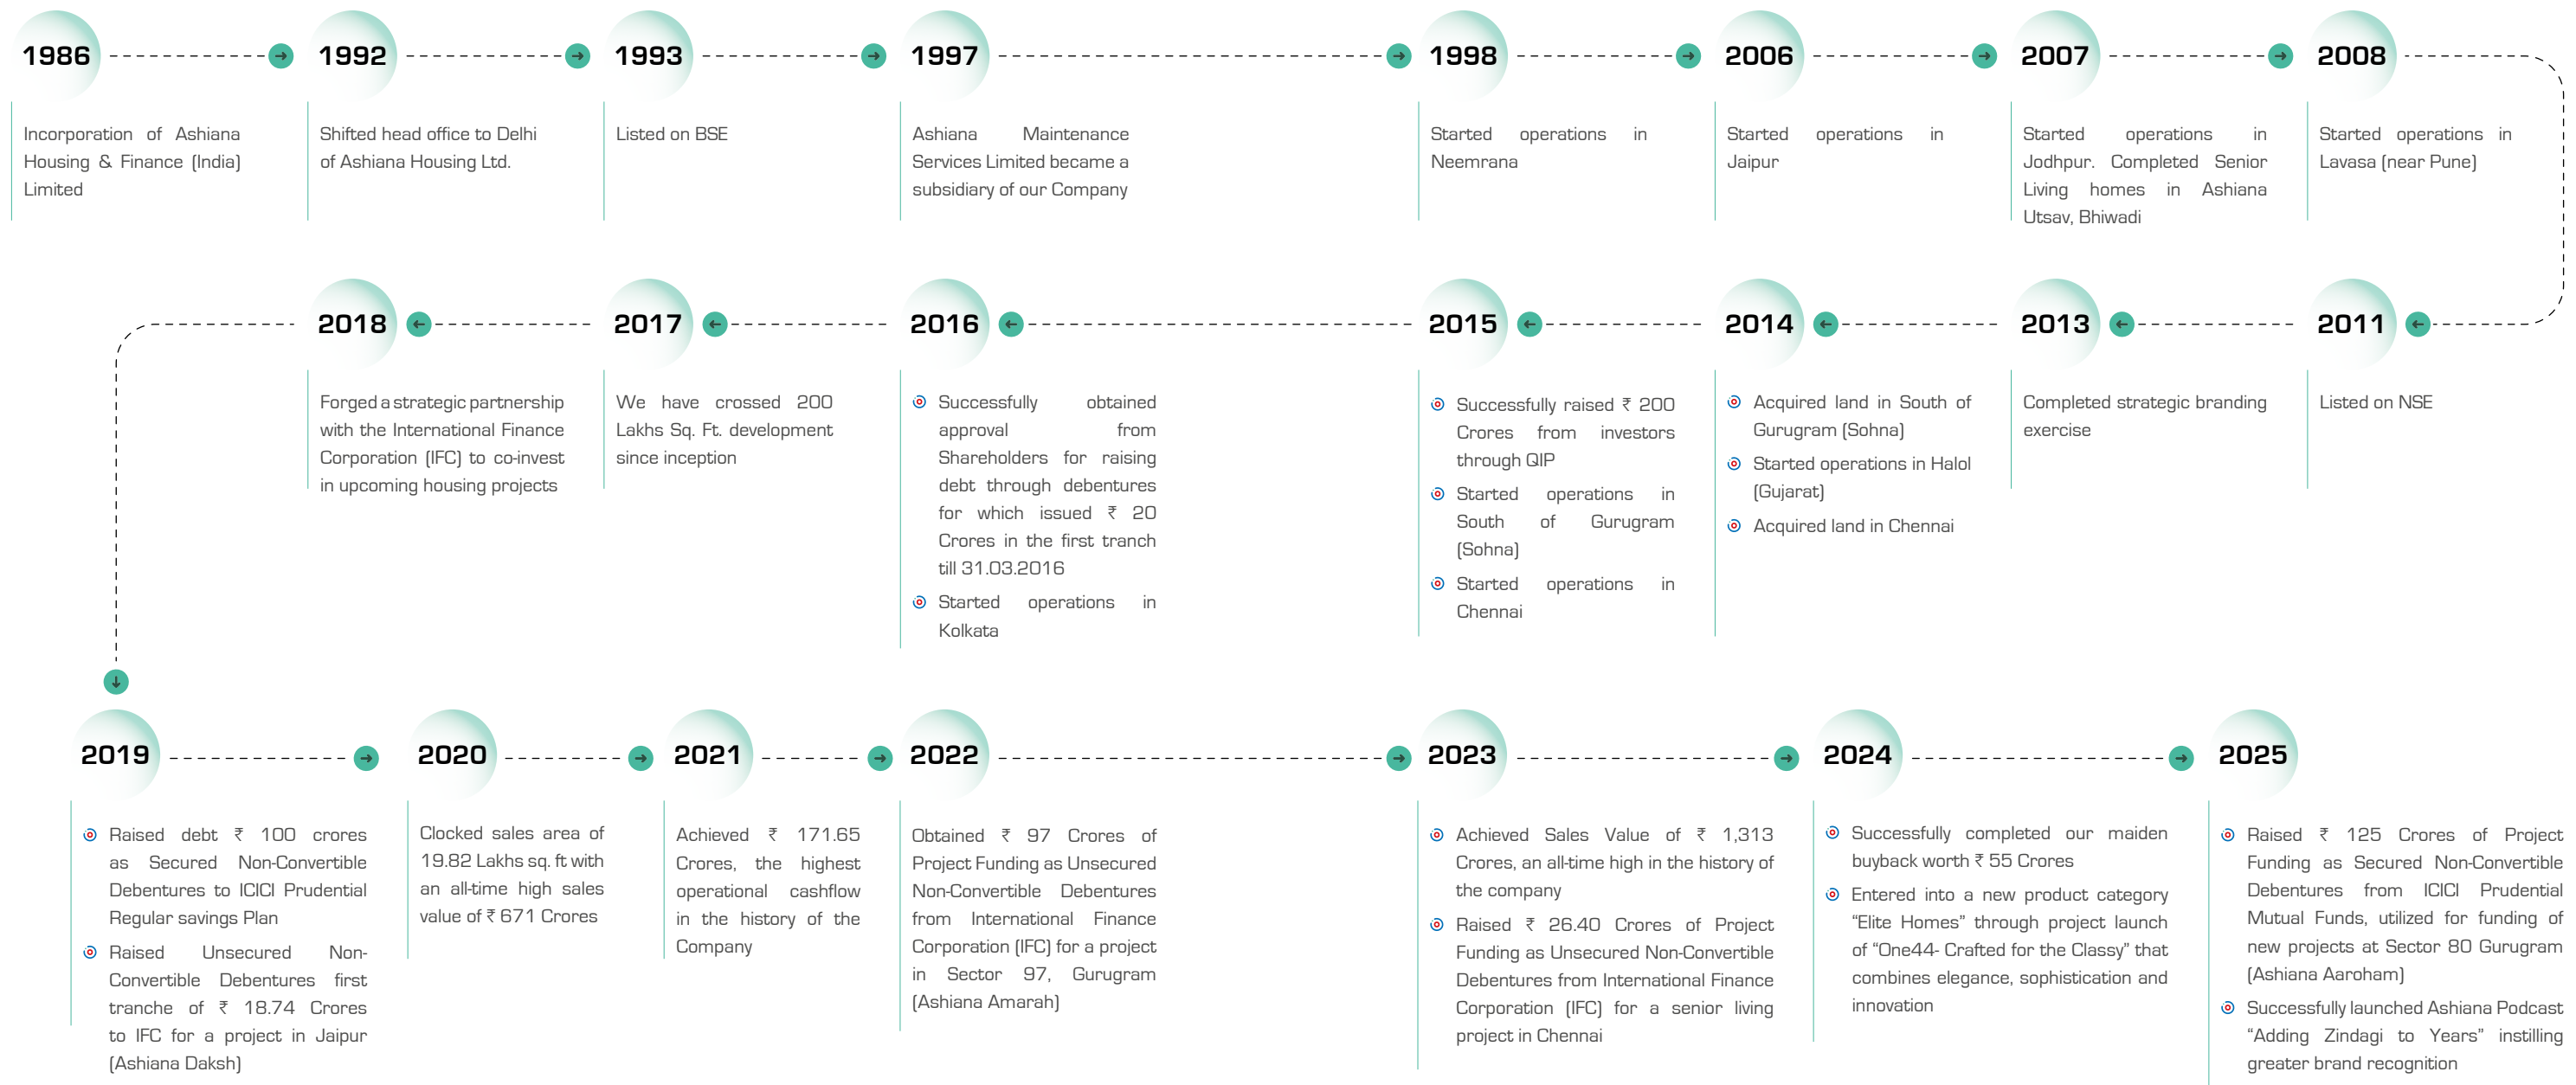 1986
Incorporation of Ashiana
Housing & Finance (India)
Limited
1992
Shifted head office to Delhi
of Ashiana Housing Ltd.
1993
Listed on BSE
1997
Ashiana Maintenance
Services Limited became a
subsidiary of our Company
1998
Started operations in
Neemrana
2006
Started operations in
Jaipur
2007
Started operations in
Jodhpur. Completed Senior
Living homes in Ashiana
Utsav, Bhiwadi
2008
Started operations in
Lavasa (near Pune)
2011
Listed on NSE
2013
Completed strategic branding
exercise
2014
Acquired land in South of
Gurugram (Sohna)
Started operations in Halol
(Gujarat)
Acquired land in Chennai
2015
Successfully raised ₹ 200
Crores from investors
through QIP
Started operations in
South of Gurugram
(Sohna)
Started operations in
Chennai
2016
Successfully obtained
approval from
Shareholders for raising
debt through debentures
for which issued ₹ 20
Crores in the first tranch
till 31.03.2016
Started operations in
Kolkata
2017
We have crossed 200
Lakhs Sq. Ft. development
since inception
2018
Forged a strategic partnership
with the International Finance
Corporation (IFC) to co-invest
in upcoming housing projects
2019
Raised debt ₹ 100 crores
as Secured Non-Convertible
Debentures to ICICI Prudential
Regular savings Plan
Raised Unsecured Non-
Convertible Debentures first
tranche of ₹ 18.74 Crores
to IFC for a project in Jaipur
(Ashiana Daksh)
2020
Clocked sales area of
19.82 Lakhs sq. ft with
an all-time high sales
value of ₹ 671 Crores
2021
Achieved ₹ 171.65
Crores, the highest
operational cashflow
in the history of the
Company
2022
Obtained ₹ 97 Crores of
Project Funding as Unsecured
Non-Convertible Debentures
from International Finance
Corporation (IFC) for a project
in Sector 97, Gurugram
(Ashiana Amarah)
2023
Achieved Sales Value of ₹ 1,313
Crores, an all-time high in the history of
the company
Raised ₹ 26.40 Crores of Project
Funding as Unsecured Non-Convertible
Debentures from International Finance
Corporation (IFC) for a senior living
project in Chennai
2024
Successfully completed our maiden
buyback worth ₹ 55 Crores
Entered into a new product category
“Elite Homes” through project launch
of “One44- Crafted for the Classy” that
combines elegance, sophistication and
innovation
2025
Raised ₹ 125 Crores of Project
Funding as Secured Non-Convertible
Debentures from ICICI Prudential
Mutual Funds, utilized for funding of
new projects at Sector 80 Gurugram
(Ashiana Aaroham)
Successfully launched Ashiana Podcast
“Adding Zindagi to Years” instilling
greater brand recognition